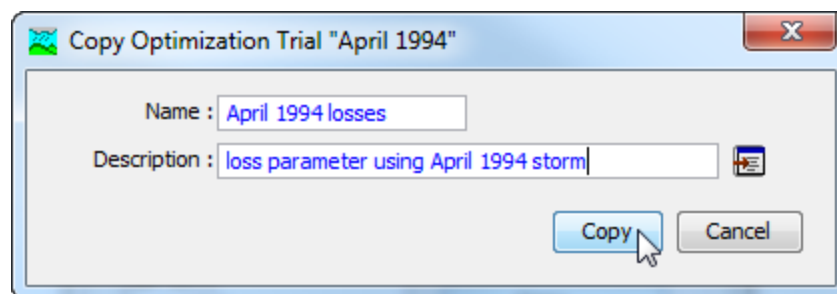 Copy Optimization Trial "April 1994"
Name : April 1994 losses
Description : loss parameter using April 1994 storm
Copy Cancel